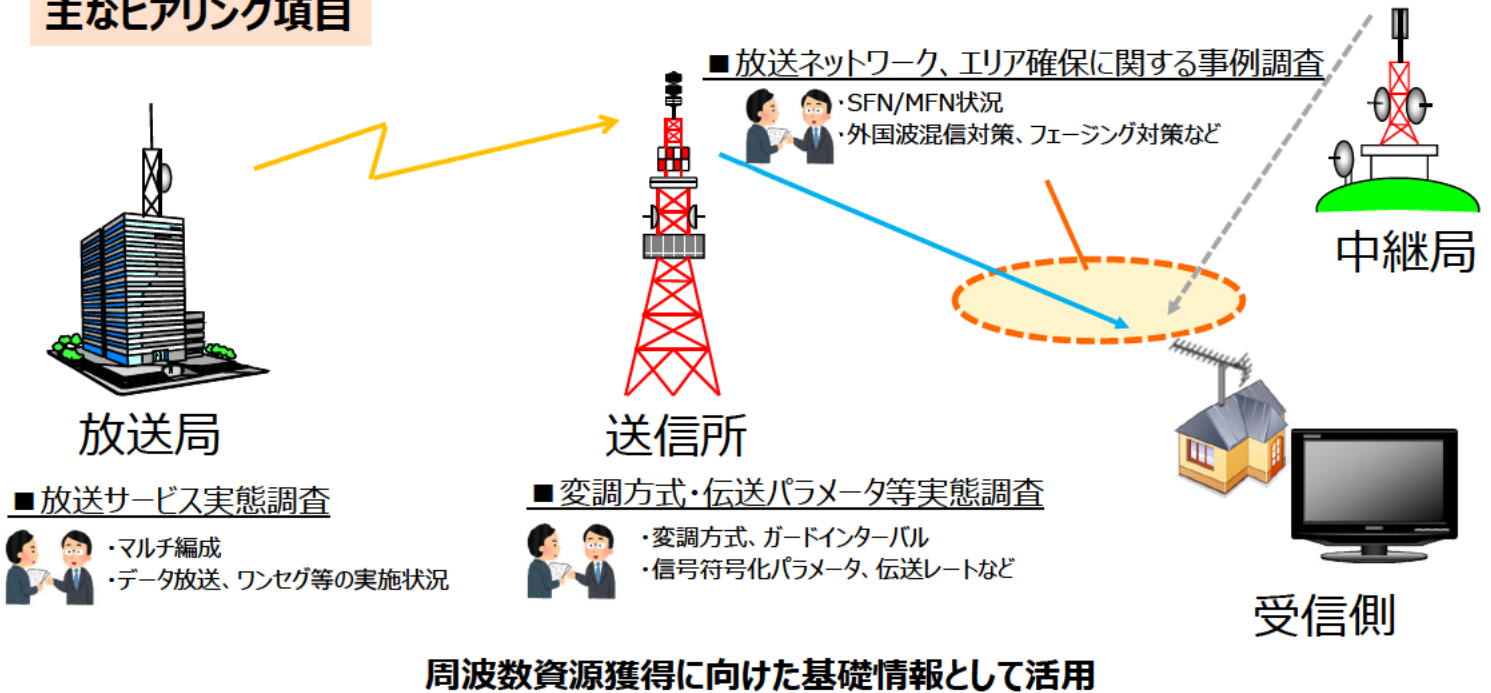 主なヒアリング項目
■放送ネットワーク、エリア確保に関する事例調査
・SFN/MFN状況
・外国波混信対策、フェージング対策など
中継局
放送局
送信所
■放送サービス実態調査
・マルチ編成
・データ放送、ワンセグ等の実施状況
■変調方式・伝送パラメータ等実態調査
・変調方式、ガードインターバル
・信号符号化パラメータ、伝送レートなど
受信側
周波数資源獲得に向けた基礎情報として活用